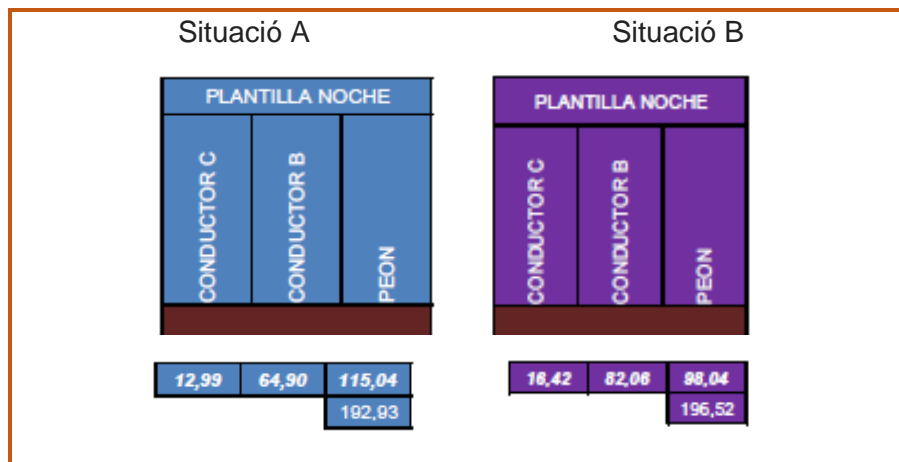 Situació A
PLANTILLA NOCHE
CONDUCTOR C
CONDUCTOR B
PEON
12,99 64,90 115,04
192,93
Situació B
PLANTILLA NOCHE
CONDUCTOR C
CONDUCTOR B
PEON
16,42 82,06 98,04
196,52